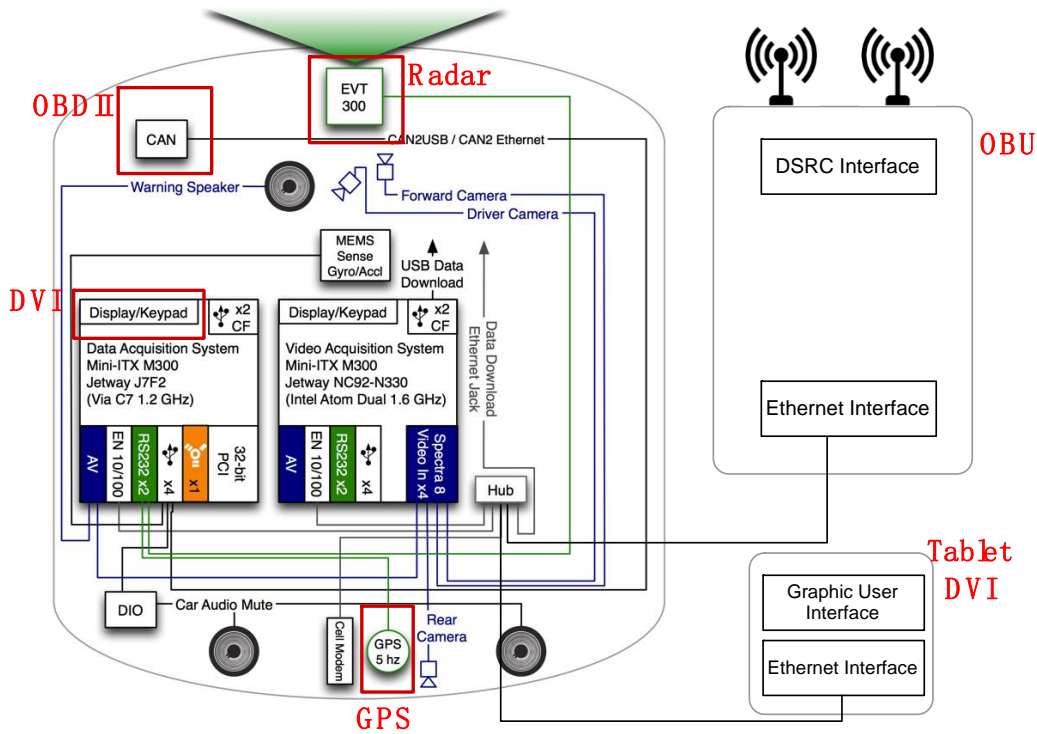 Radar
EVT
300
OBDⅡ
CAN
CAN2USB / CAN2 Ethernet
OBU
DSRC Interface
Warning Speaker
Forward Camera
Driver Camera
MEMS
Sense
Gyro/Accl
USB Data
Download
DVI
Display/Keypad
x2
CF
Data Acquisition System
Mini-ITX M300
Jetway J7F2
(Via C7 1.2 GHz)
AV
EN 10/100
RS232 x2
x4
x1
32-bit
PCI
Display/Keypad
x2
CF
Video Acquisition System
Mini-ITX M300
Jetway NC92-N330
(Intel Atom Dual 1.6 GHz)
AV
EN 10/100
RS232 x2
x4
Spectra 8
Video In x4
Data Download
Ethernet Jack
Hub
Ethernet Interface
Tablet
DVI
Graphic User
Interface
Ethernet Interface
DIO
Car Audio Mute
Cell Modem
GPS
5 hz
Rear
Camera
GPS